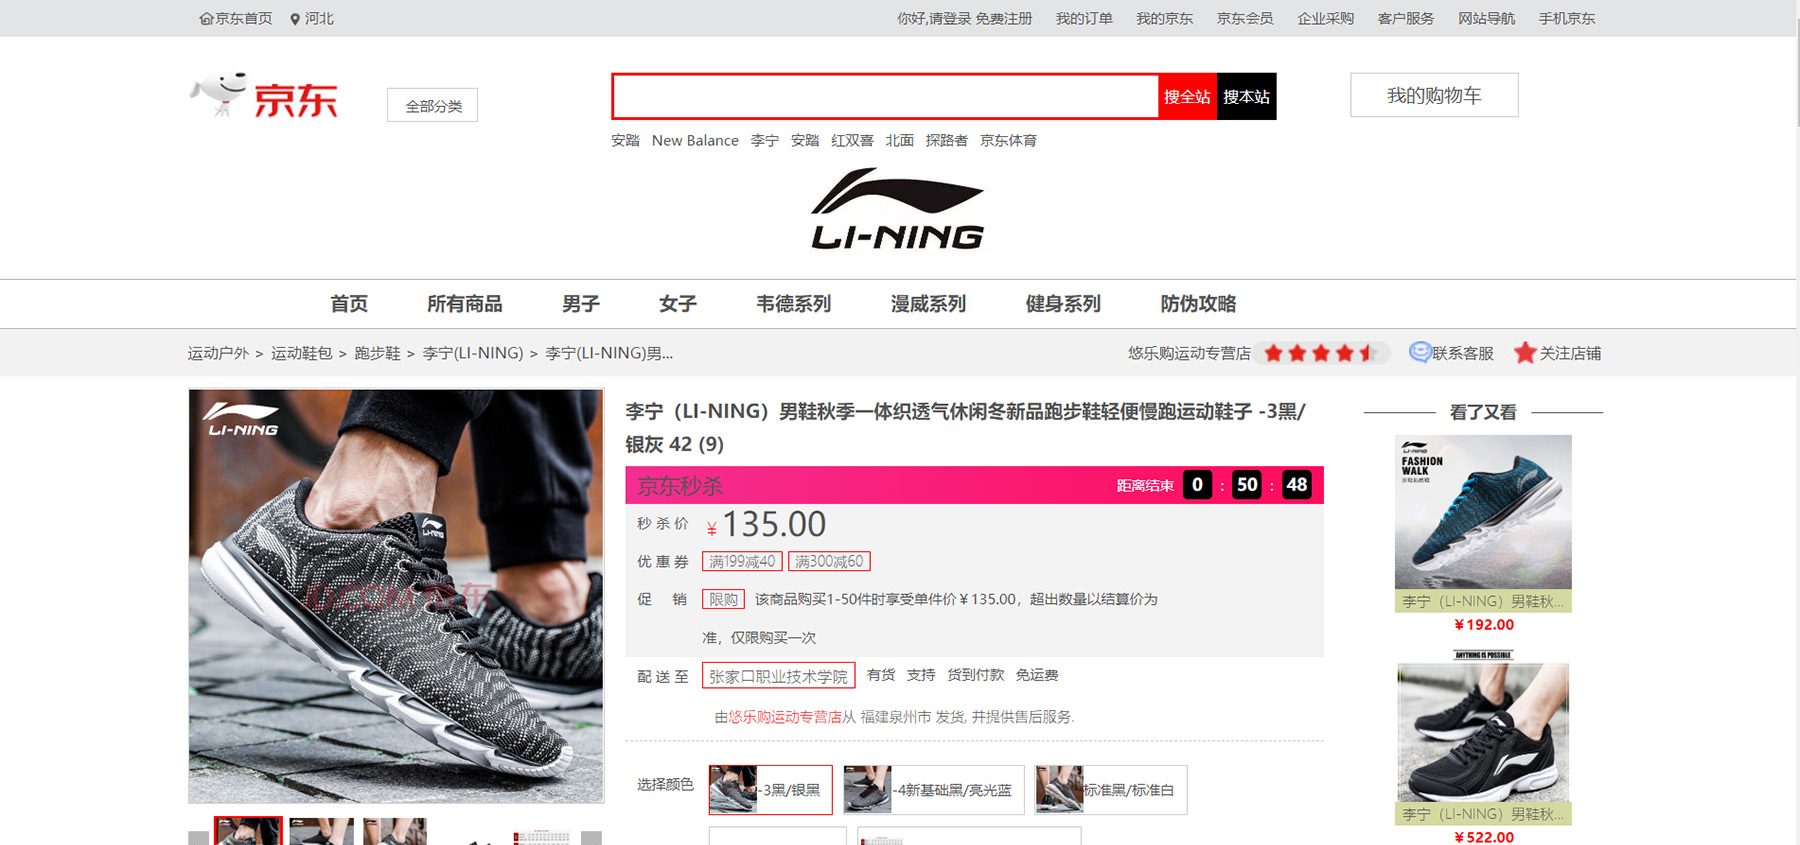 京东首页 河北 你好,请登录 免费注册 我的订单 我的京东 京东会员 企业采购 客户服务 网站导航 手机京东
京东 全部分类 搜全站 搜本站 我的购物车
安踏 New Balance 李宁 安踏 红双喜 北面 探路者 京东体育
LI-NING
首页 所有商品 男子 女子 韦德系列 漫威系列 健身系列 防伪攻略
运动户外 > 运动鞋包 > 跑步鞋 > 李宁(LI-NING) > 李宁(LI-NING)男... 悠乐购运动专营店 联系客服 关注店铺
LI-NING
LI-NING
JD.COM 京东
李宁（LI-NING）男鞋秋季一体织透气休闲冬新品跑步鞋轻便慢跑运动鞋子 -3黑/
银灰 42 (9)
京东秒杀 距离结束 0 : 50 : 48
秒杀价 ¥135.00
优惠券 满199减40 满300减60
促 销 限购 该商品购买1-50件时享受单件价￥135.00，超出数量以结算价为
准，仅限购买一次
配送至 张家口职业技术学院 有货 支持 货到付款 免运费
由悠乐购运动专营店从 福建泉州市 发货, 并提供售后服务.
选择颜色 -3黑/银黑 -4新基础黑/亮光蓝 标准黑/标准白
看了又看
LI-NING
FASHION
WALK
李宁（LI-NING）男鞋秋...
￥192.00
ANYTHING IS POSSIBLE
李宁（LI-NING）男鞋秋...
￥522.00